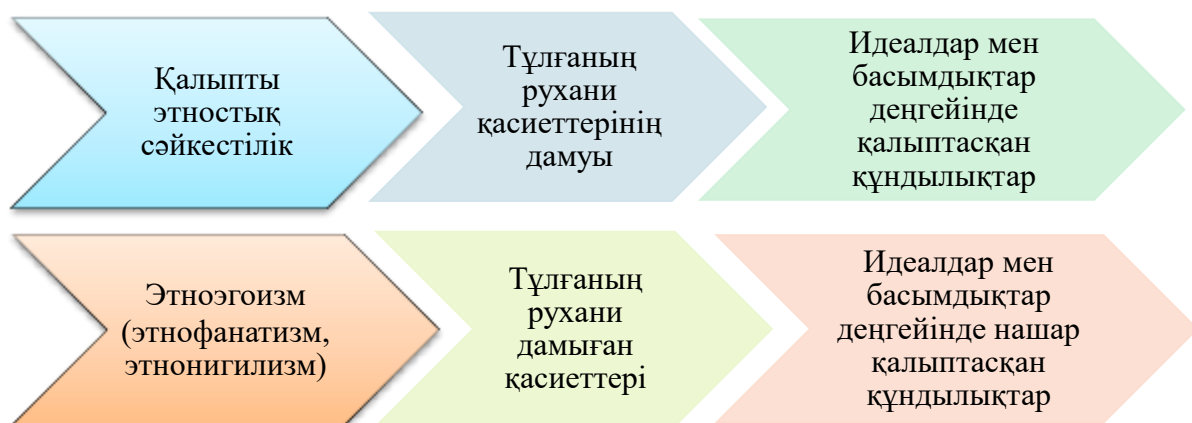 Қалыпты
этностық
сәйкестілік
Тұлғаның
рухани
қасиеттерінің
дамуы
Идеалдар мен
басымдықтар
деңгейінде
қалыптасқан
құндылықтар
Этноэгоизм
(этнофанатизм,
этнонигилизм)
Тұлғаның
рухани
дамыған
қасиеттері
Идеалдар мен
басымдықтар
деңгейінде нашар
қалыптасқан
құндылықтар